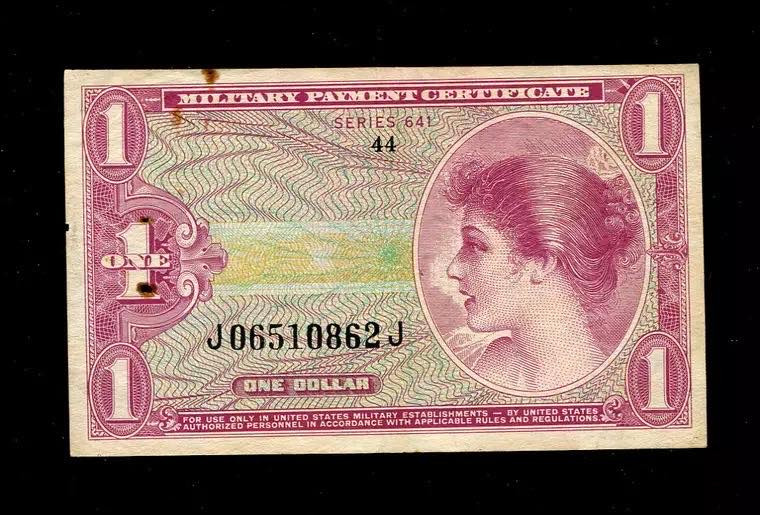 1 MILITARY PAYMENT CERTIFICATE 1
SERIES 641
44
1
ONE
J06510862J
ONE DOLLAR
1 1
FOR USE ONLY IN UNITED STATES MILITARY ESTABLISHMENTS — BY UNITED STATES
AUTHORIZED PERSONNEL IN ACCORDANCE WITH APPLICABLE RULES AND REGULATIONS.